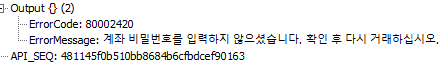 Output {} (2)
ErrorCode: 80002420
ErrorMessage: 계좌 비밀번호를 입력하지 않으셨습니다. 확인 후 다시 거래하십시오.
API_SEQ: 481145f0b510bb8684b6cfbdcef90163